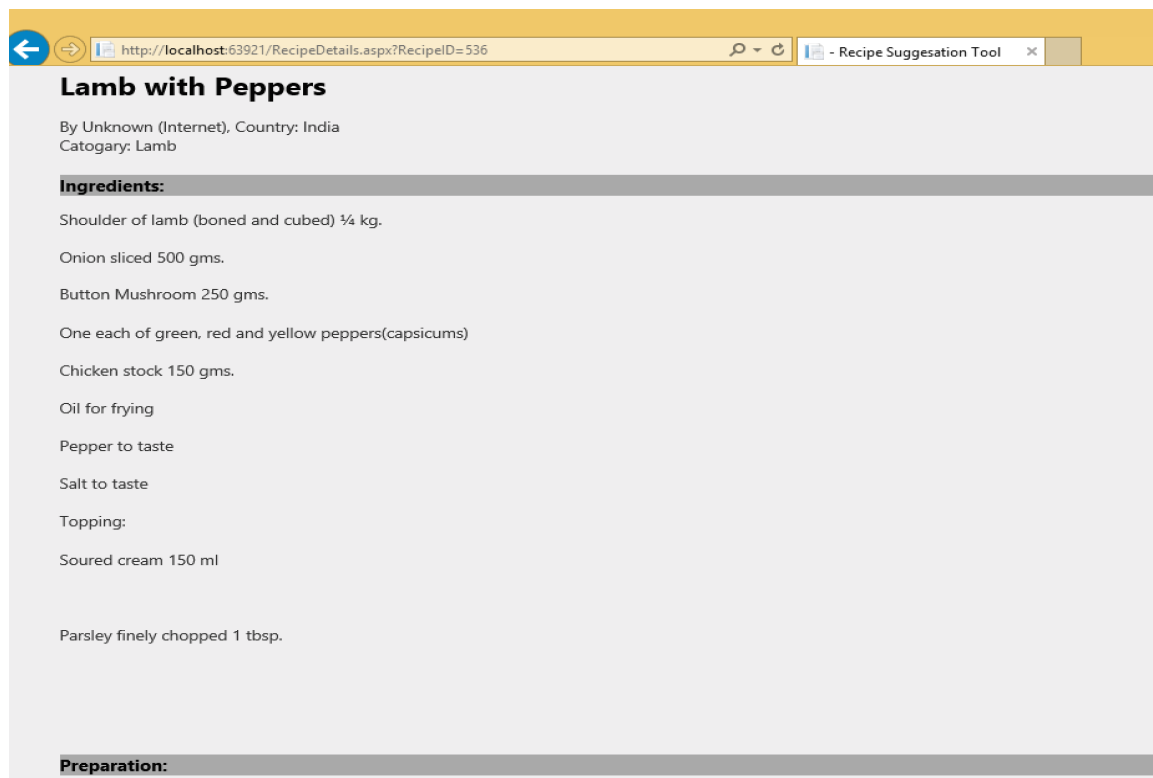 http://localhost:63921/RecipeDetails.aspx?RecipeID=536
- Recipe Suggesation Tool
Lamb with Peppers
By Unknown (Internet), Country: India
Catogary: Lamb
Ingredients:
Shoulder of lamb (boned and cubed) ¼ kg.
Onion sliced 500 gms.
Button Mushroom 250 gms.
One each of green, red and yellow peppers(capsicums)
Chicken stock 150 gms.
Oil for frying
Pepper to taste
Salt to taste
Topping:
Soured cream 150 ml
Parsley finely chopped 1 tbsp.
Preparation: